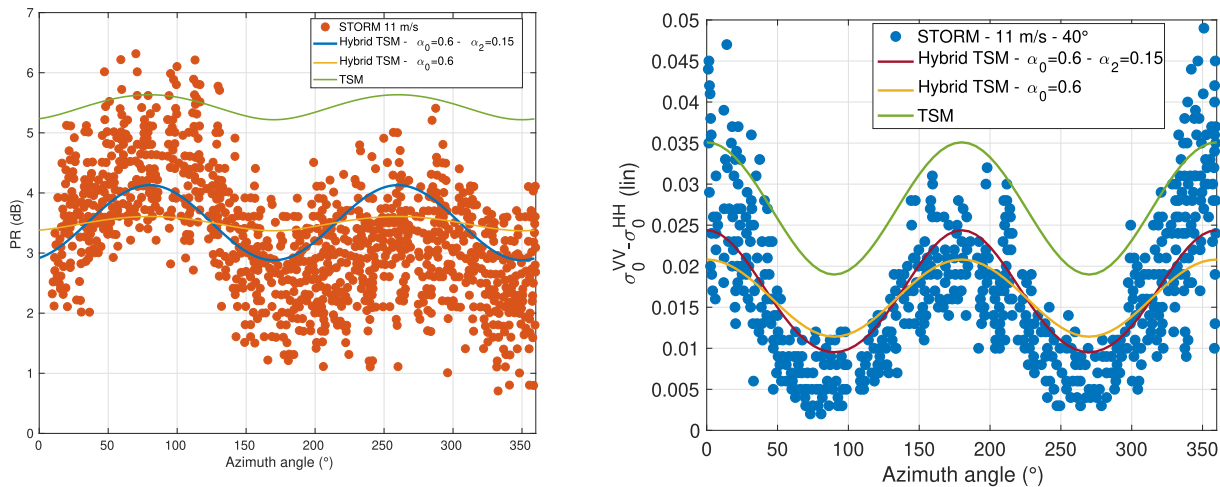 7
6
5
4
3
2
1
0
PR (dB)
0 50 100 150 200 250 300 350
Azimuth angle (°)
STORM 11 m/s
Hybrid TSM - α₀=0.6 - α₂=0.15
Hybrid TSM - α₀=0.6
TSM
0.05
0.045
0.04
0.035
0.03
0.025
0.02
0.015
0.01
0.005
0
σ₀^VV-σ₀^HH (lin)
0 50 100 150 200 250 300 350
Azimuth angle (°)
STORM - 11 m/s - 40°
Hybrid TSM - α₀=0.6 - α₂=0.15
Hybrid TSM - α₀=0.6
TSM